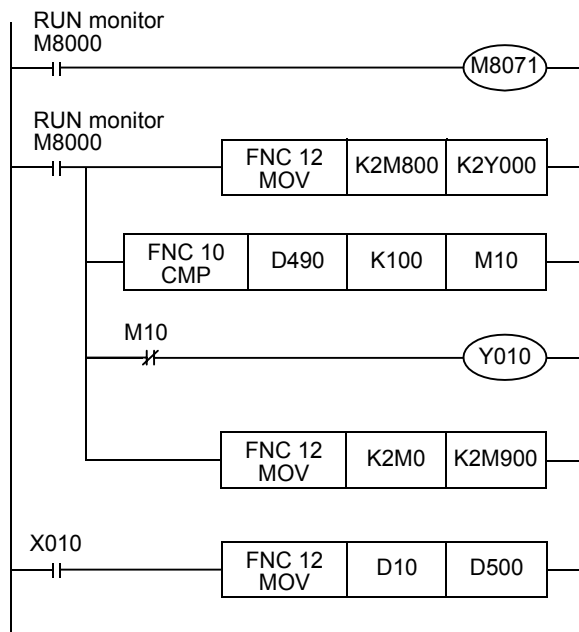 RUN monitor
M8000
M8071
RUN monitor
M8000
FNC 12
MOV
K2M800
K2Y000
FNC 10
CMP
D490
K100
M10
M10
Y010
FNC 12
MOV
K2M0
K2M900
X010
FNC 12
MOV
D10
D500